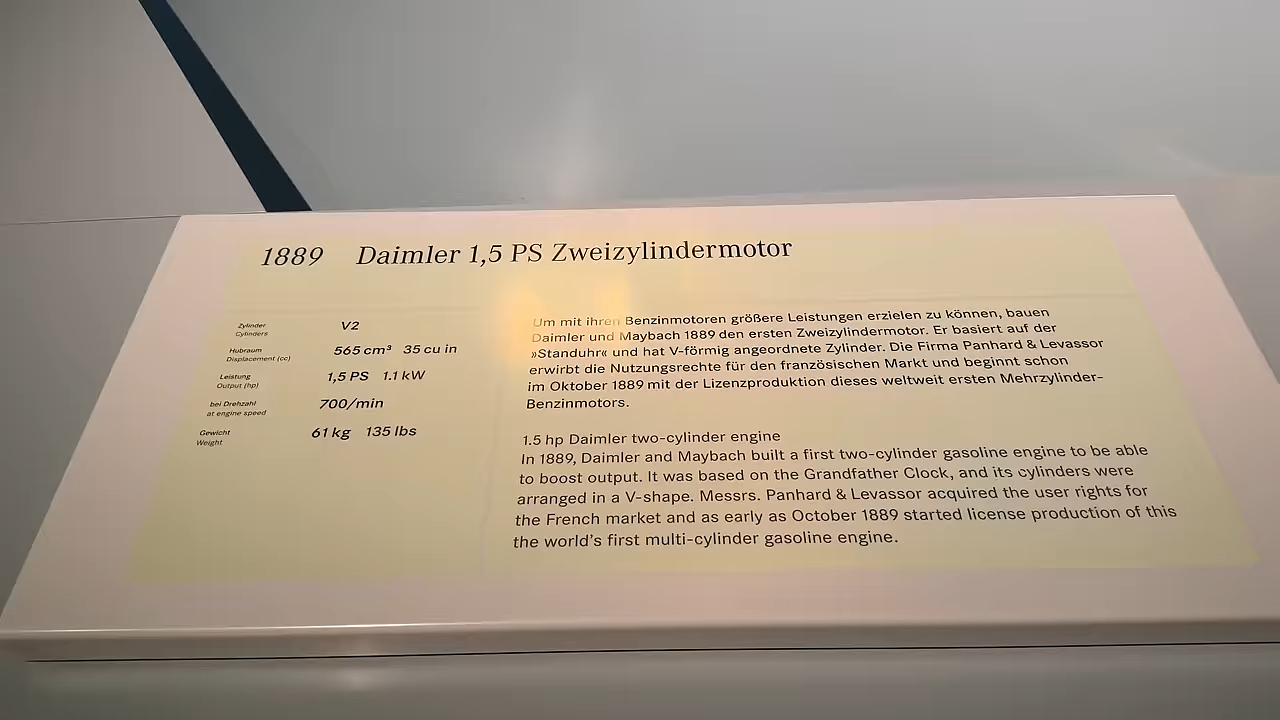 1889 Daimler 1,5 PS Zweizylindermotor
Zylinder V2
Cylinders
Hubraum 565 cm³ 35 cu in
Displacement (cc)
Leistung 1,5 PS 1.1 kW
Output (hp)
bei Drehzahl 700/min
at engine speed
Gewicht 61 kg 135 lbs
Weight
Um mit ihren Benzinmotoren größere Leistungen erzielen zu können, bauen
Daimler und Maybach 1889 den ersten Zweizylindermotor. Er basiert auf der
»Standuhr« und hat V-förmig angeordnete Zylinder. Die Firma Panhard & Levassor
erwirbt die Nutzungsrechte für den französischen Markt und beginnt schon
im Oktober 1889 mit der Lizenzproduktion dieses weltweit ersten Mehrzylinder-
Benzinmotors.
1.5 hp Daimler two-cylinder engine
In 1889, Daimler and Maybach built a first two-cylinder gasoline engine to be able
to boost output. It was based on the Grandfather Clock, and its cylinders were
arranged in a V-shape. Messrs. Panhard & Levassor acquired the user rights for
the French market and as early as October 1889 started license production of this
the world's first multi-cylinder gasoline engine.